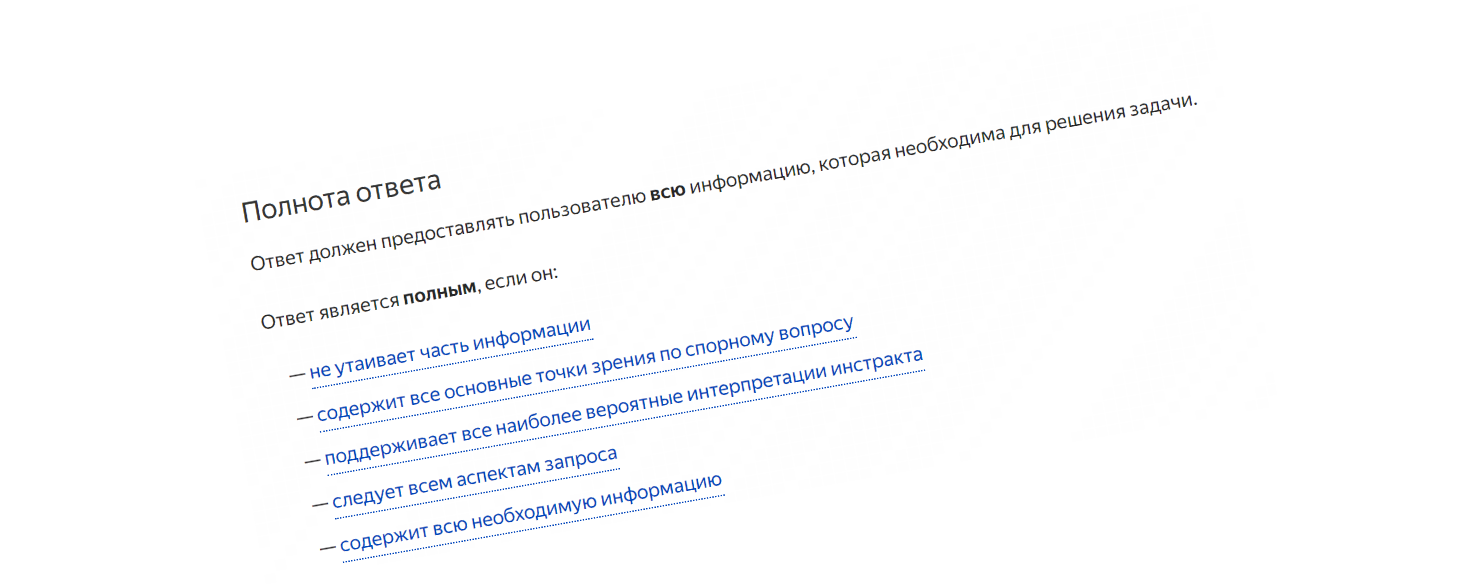 Полнота ответа
Ответ должен предоставлять пользователю всю информацию, которая необходима для решения задачи.
Ответ является полным, если он:
— не утаивает часть информации
— содержит все основные точки зрения по спорному вопросу
— поддерживает все наиболее вероятные интерпретации инстракта
— следует всем аспектам запроса
— содержит всю необходимую информацию